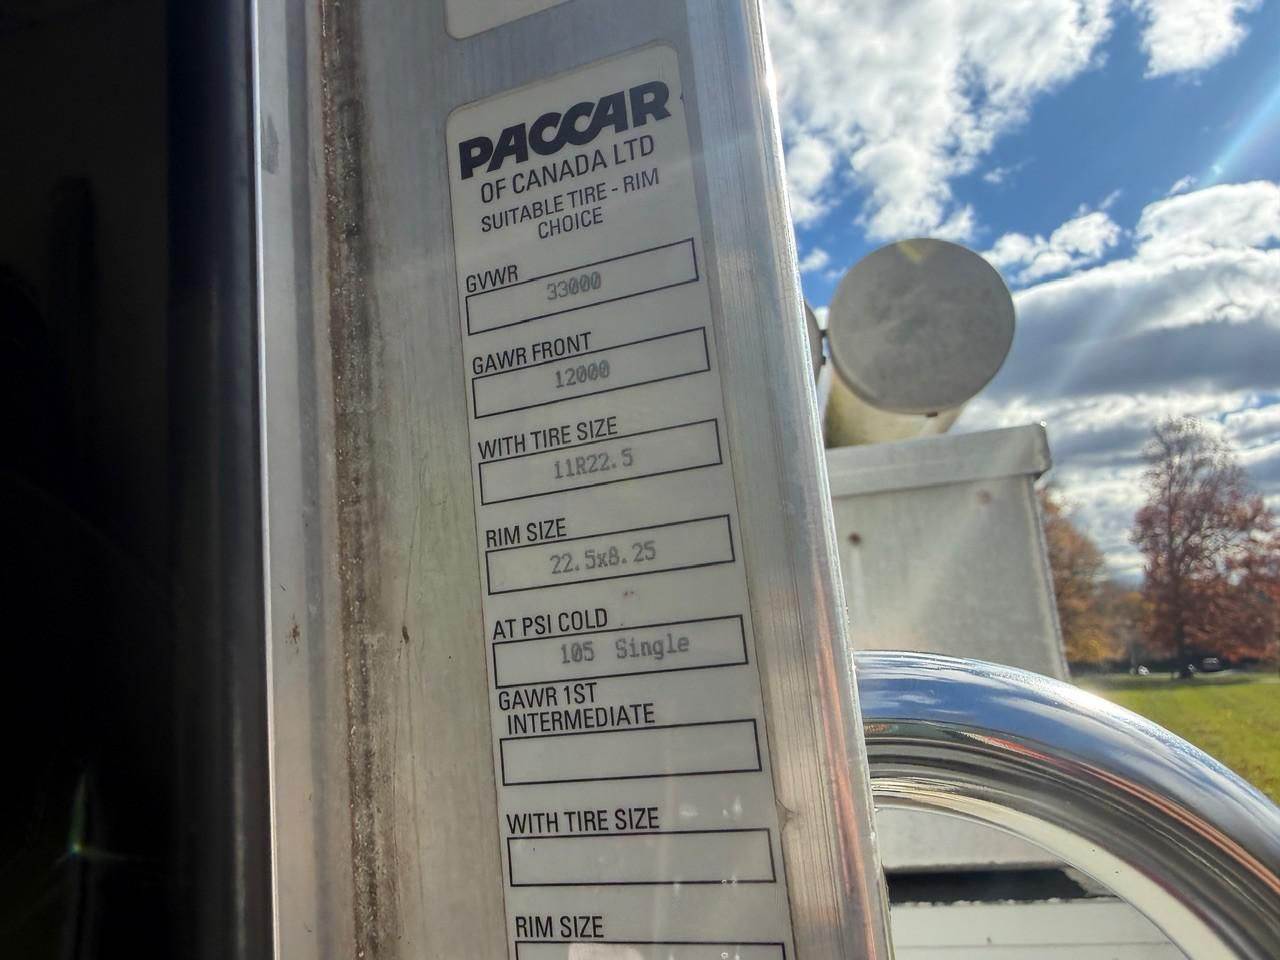 PACCAR
OF CANADA LTD
SUITABLE TIRE - RIM
CHOICE
GVWR
33000
GAWR FRONT
12000
WITH TIRE SIZE
11R22.5
RIM SIZE
22.5x8.25
AT PSI COLD
105 Single
GAWR 1ST
INTERMEDIATE
WITH TIRE SIZE
RIM SIZE